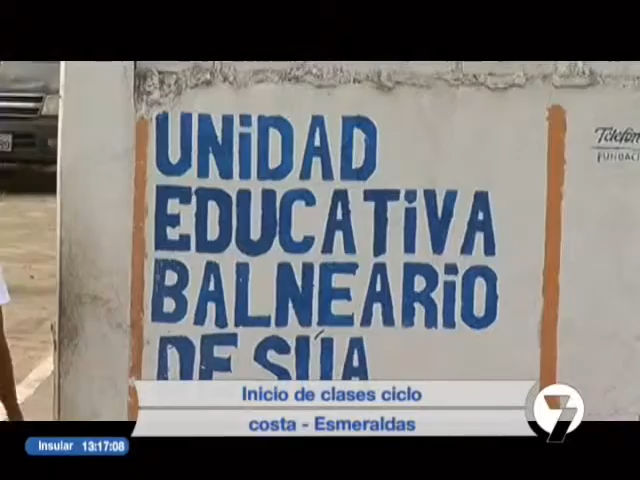 UNiDAD
EDUCATiVA
BALNEARiO
DE SÚA
Inicio de clases ciclo
costa - Esmeraldas
7
Insular 13:17:08